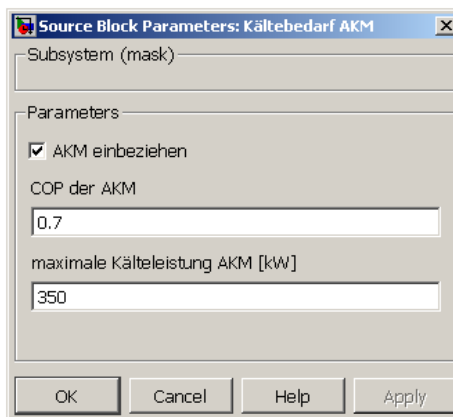 Source Block Parameters: Kältebedarf AKM
Subsystem (mask)
Parameters
AKM einbeziehen
COP der AKM
0.7
maximale Kälteleistung AKM [kW]
350
OK Cancel Help Apply